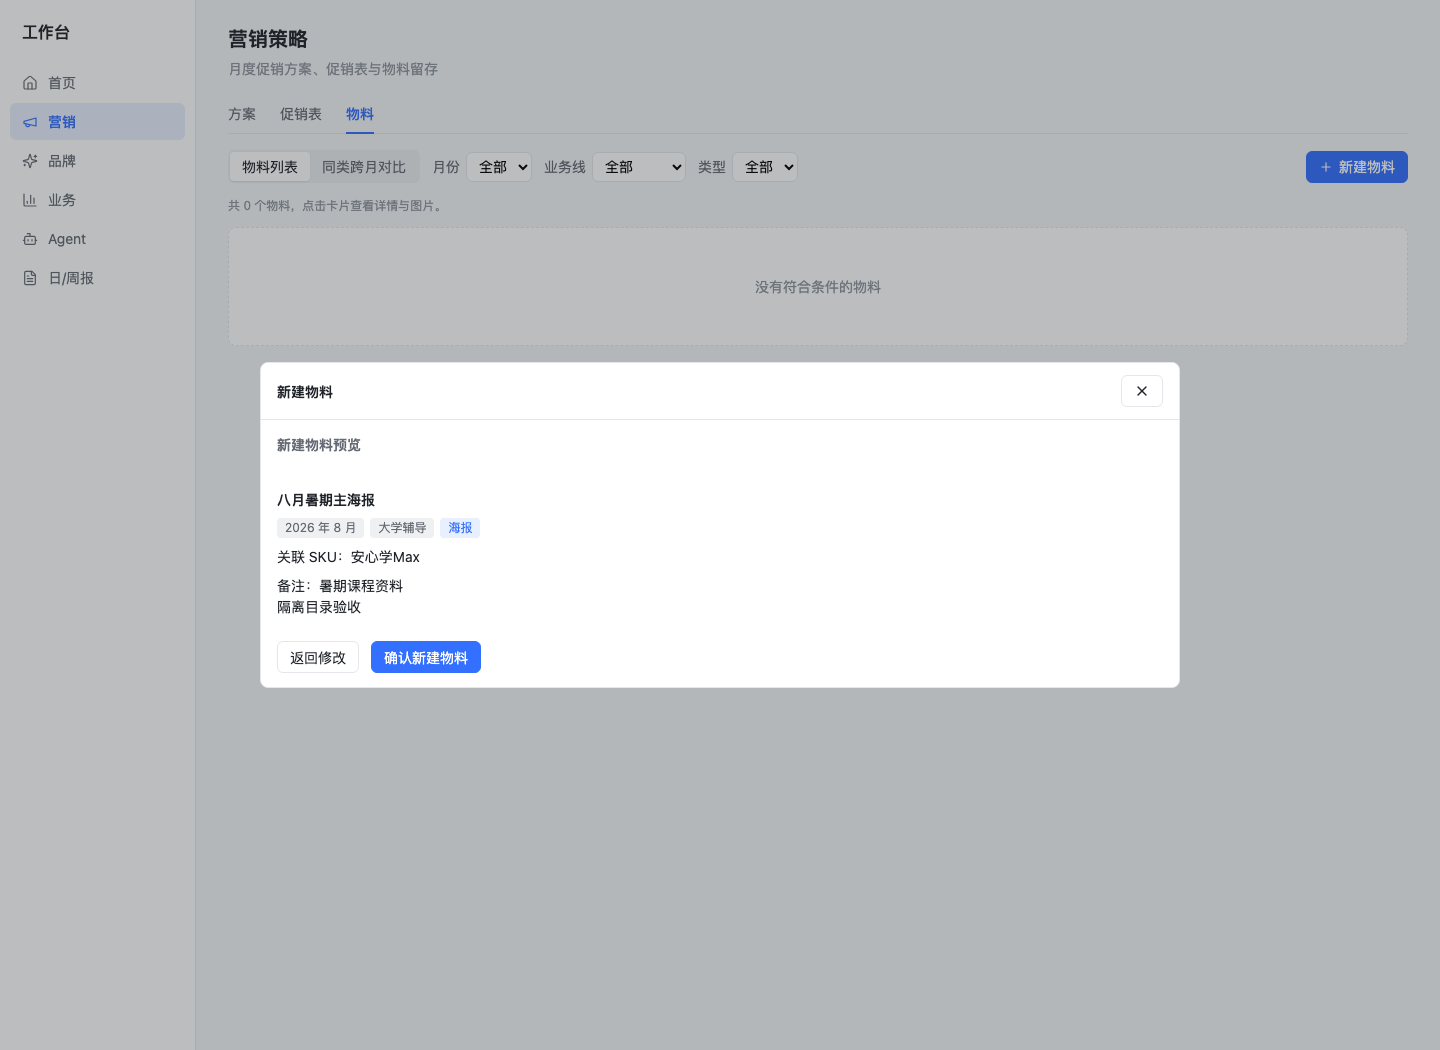 工作台
首页
营销
品牌
业务
Agent
日/周报
营销策略
月度促销方案、促销表与物料留存
方案 促销表 物料
物料列表 同类跨月对比 月份 全部 业务线 全部 类型 全部 新建物料
共 0 个物料，点击卡片查看详情与图片。
没有符合条件的物料
新建物料
新建物料预览
八月暑期主海报
2026 年 8 月 大学辅导 海报
关联 SKU：安心学Max
备注：暑期课程资料
隔离目录验收
返回修改 确认新建物料